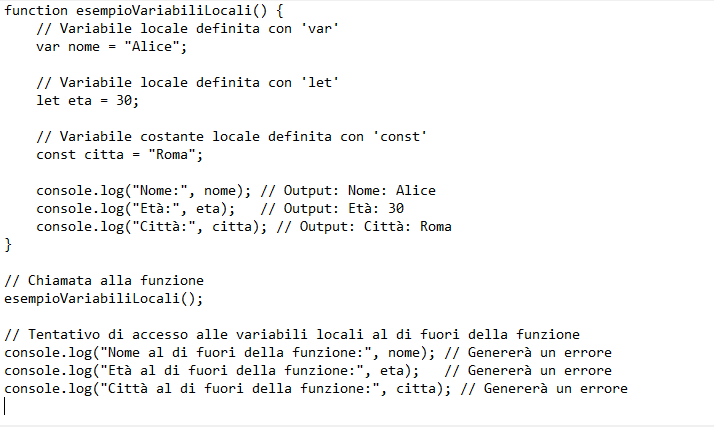 function esempioVariabiliLocali() {
    // Variabile locale definita con 'var'
    var nome = "Alice";

    // Variabile locale definita con 'let'
    let eta = 30;

    // Variabile costante locale definita con 'const'
    const citta = "Roma";

    console.log("Nome:", nome); // Output: Nome: Alice
    console.log("Età:", eta);   // Output: Età: 30
    console.log("Città:", citta); // Output: Città: Roma
}

// Chiamata alla funzione
esempioVariabiliLocali();

// Tentativo di accesso alle variabili locali al di fuori della funzione
console.log("Nome al di fuori della funzione:", nome); // Genererà un errore
console.log("Età al di fuori della funzione:", eta);   // Genererà un errore
console.log("Città al di fuori della funzione:", citta); // Genererà un errore